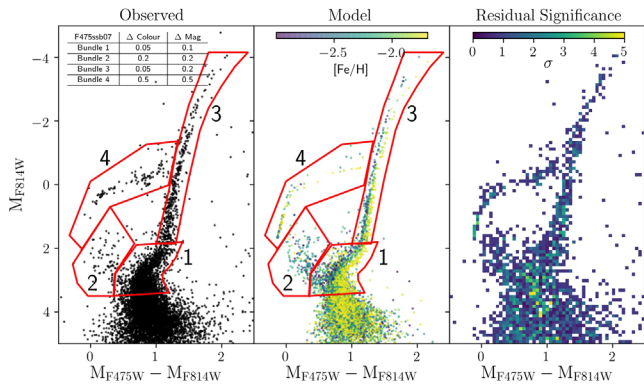 Observed
Model
Residual Significance
F475ssb07 Δ Colour Δ Mag
Bundle 1 0.05 0.1
Bundle 2 0.2 0.2
Bundle 3 0.05 0.2
Bundle 4 0.5 0.5
−2.5 −2.0
[Fe/H]
0 1 2 3 4 5
σ
−4
−2
0
2
4
M_F814W
3
4
2
1
3
4
2
1
0 1 2
0 1 2
0 1 2
M_F475W − M_F814W
M_F475W − M_F814W
M_F475W − M_F814W